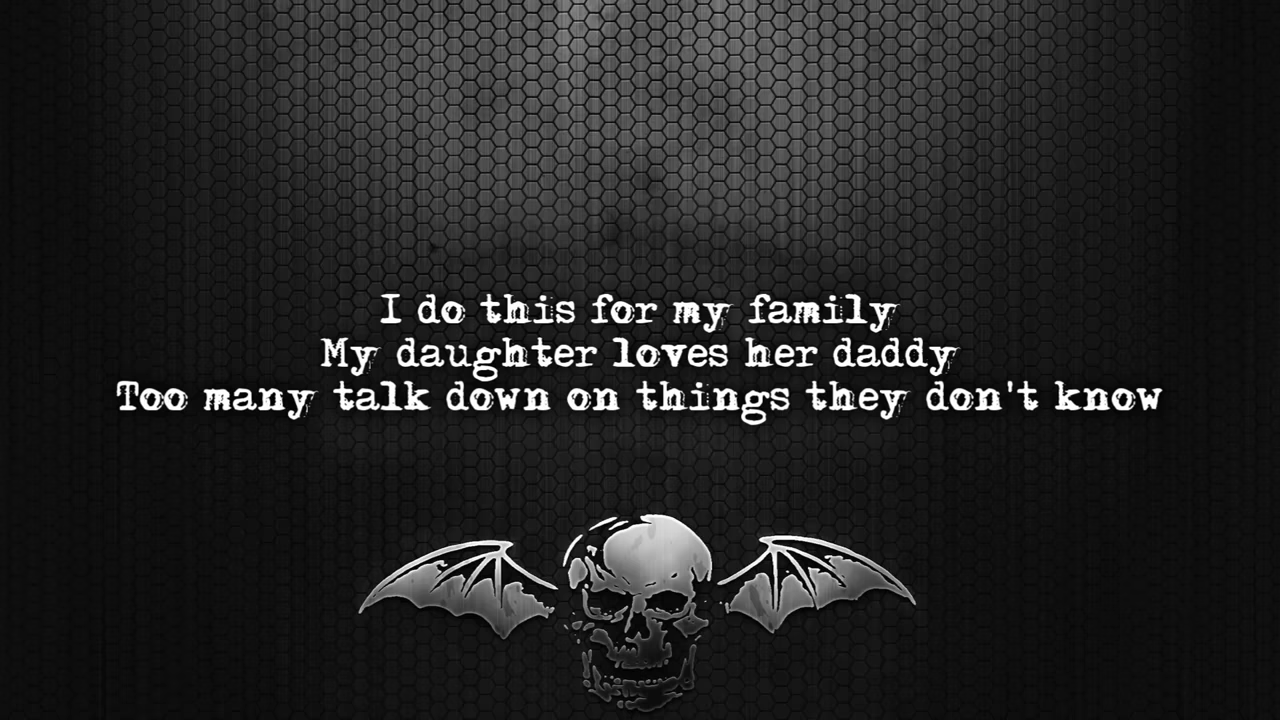 I do this for my family
My daughter loves her daddy
Too many talk down on things they don't know